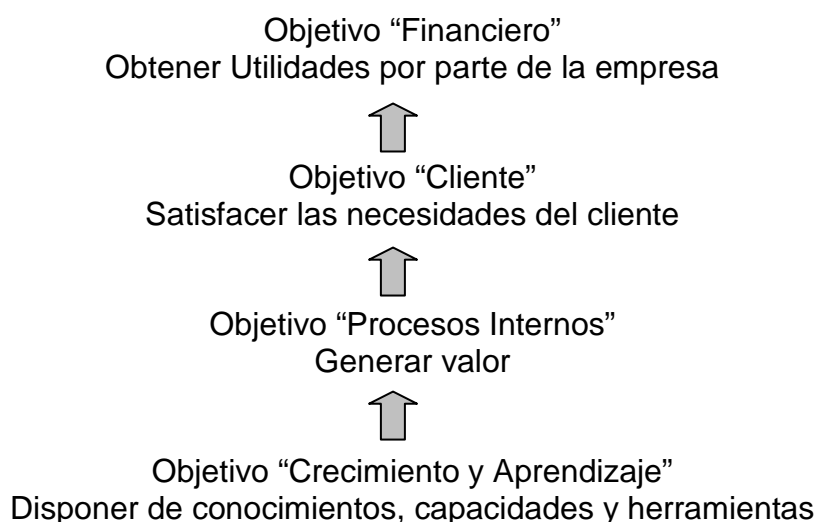 Objetivo “Financiero”
Obtener Utilidades por parte de la empresa
Objetivo “Cliente”
Satisfacer las necesidades del cliente
Objetivo “Procesos Internos”
Generar valor
Objetivo “Crecimiento y Aprendizaje”
Disponer de conocimientos, capacidades y herramientas